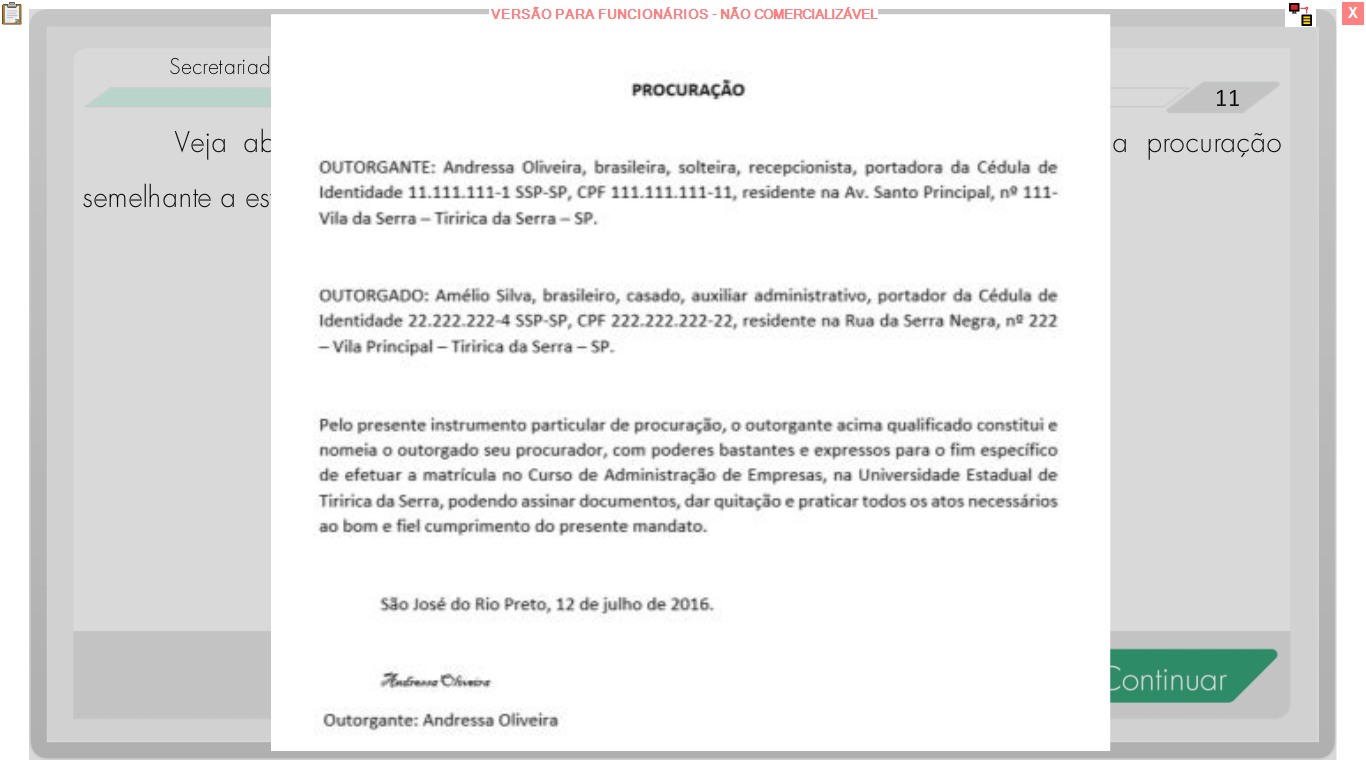 VERSÃO PARA FUNCIONÁRIOS - NÃO COMERCIALIZÁVEL
X
Secretariad
11
Veja ab
a procuração
semelhante a es
PROCURAÇÃO
OUTORGANTE: Andressa Oliveira, brasileira, solteira, recepcionista, portadora da Cédula de
Identidade 11.111.111-1 SSP-SP, CPF 111.111.111-11, residente na Av. Santo Principal, nº 111-
Vila da Serra – Tiririca da Serra – SP.
OUTORGADO: Amélio Silva, brasileiro, casado, auxiliar administrativo, portador da Cédula de
Identidade 22.222.222-4 SSP-SP, CPF 222.222.222-22, residente na Rua da Serra Negra, nº 222
– Vila Principal – Tiririca da Serra – SP.
Pelo presente instrumento particular de procuração, o outorgante acima qualificado constitui e
nomeia o outorgado seu procurador, com poderes bastantes e expressos para o fim específico
de efetuar a matrícula no Curso de Administração de Empresas, na Universidade Estadual de
Tiririca da Serra, podendo assinar documentos, dar quitação e praticar todos os atos necessários
ao bom e fiel cumprimento do presente mandato.
São José do Rio Preto, 12 de julho de 2016.
Andressa Oliveira
Outorgante: Andressa Oliveira
Continuar